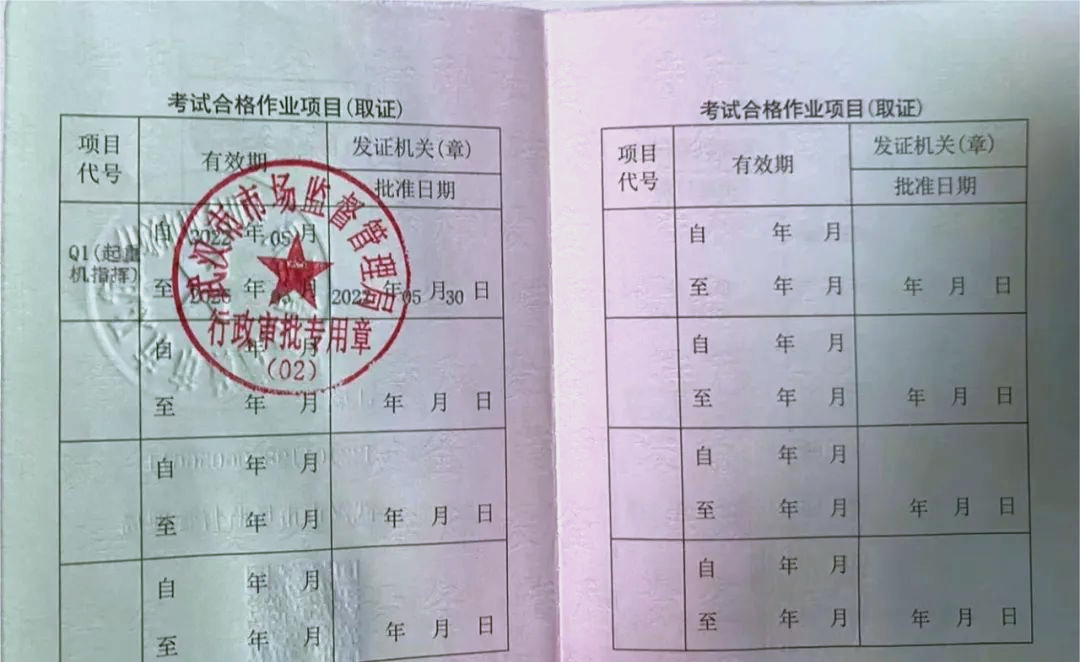 考试合格作业项目(取证)
项目代号 有效期 发证机关(章)
批准日期
Q1(起重机指挥) 自 2022 年 05 月
至 2026 年 月 2022 年 05 月 30 日
武汉市市场监督管理局
行政审批专用章
(02)
自 年 月
至 年 月 年 月 日
自 年 月
至 年 月 年 月 日
自 年 月
至 年 月 年 月 日
考试合格作业项目(取证)
项目代号 有效期 发证机关(章)
批准日期
自 年 月
至 年 月 年 月 日
自 年 月
至 年 月 年 月 日
自 年 月
至 年 月 年 月 日
自 年 月
至 年 月 年 月 日